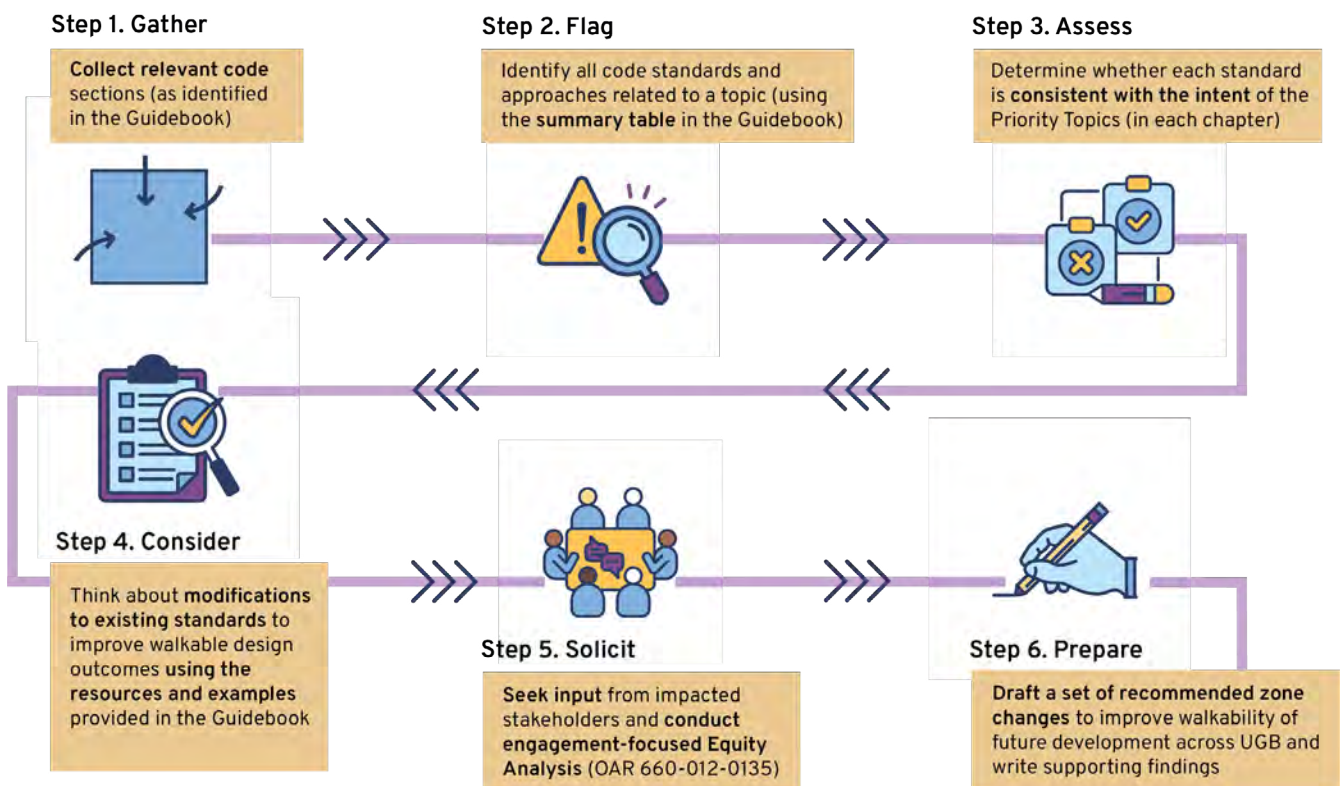 Step 1. Gather
Collect relevant code
sections (as identified
in the Guidebook)
Step 2. Flag
Identify all code standards and
approaches related to a topic (using
the summary table in the Guidebook)
Step 3. Assess
Determine whether each standard
is consistent with the intent of the
Priority Topics (in each chapter)
Step 4. Consider
Think about modifications
to existing standards to
improve walkable design
outcomes using the
resources and examples
provided in the Guidebook
Step 5. Solicit
Seek input from impacted
stakeholders and conduct
engagement-focused Equity
Analysis (OAR 660-012-0135)
Step 6. Prepare
Draft a set of recommended zone
changes to improve walkability of
future development across UGB and
write supporting findings